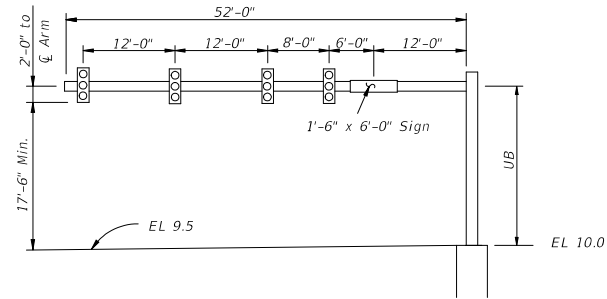 52'-0"
12'-0" 12'-0" 8'-0" 6'-0" 12'-0"
2'-0" to
℄ Arm
1'-6" x 6'-0" Sign
17'-6" Min.
UB
EL 9.5
EL 10.0